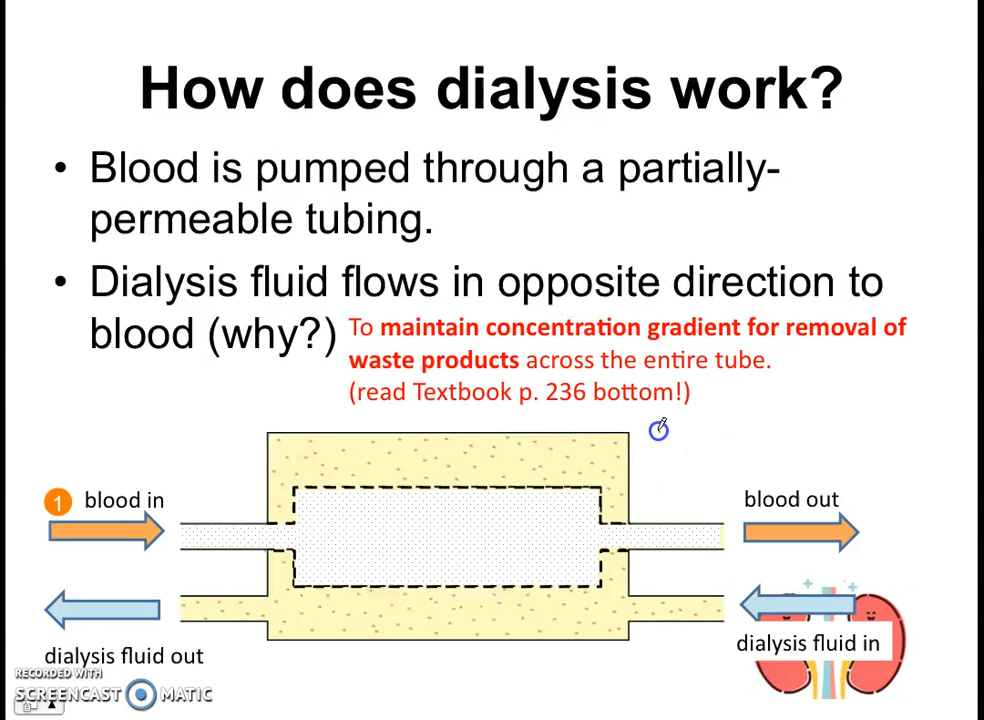 How does dialysis work?
• Blood is pumped through a partially-
permeable tubing.
• Dialysis fluid flows in opposite direction to
blood (why?)
To maintain concentration gradient for removal of
waste products across the entire tube.
(read Textbook p. 236 bottom!)
1 blood in
blood out
dialysis fluid in
dialysis fluid out
RECORDED WITH
SCREENCAST MATIC